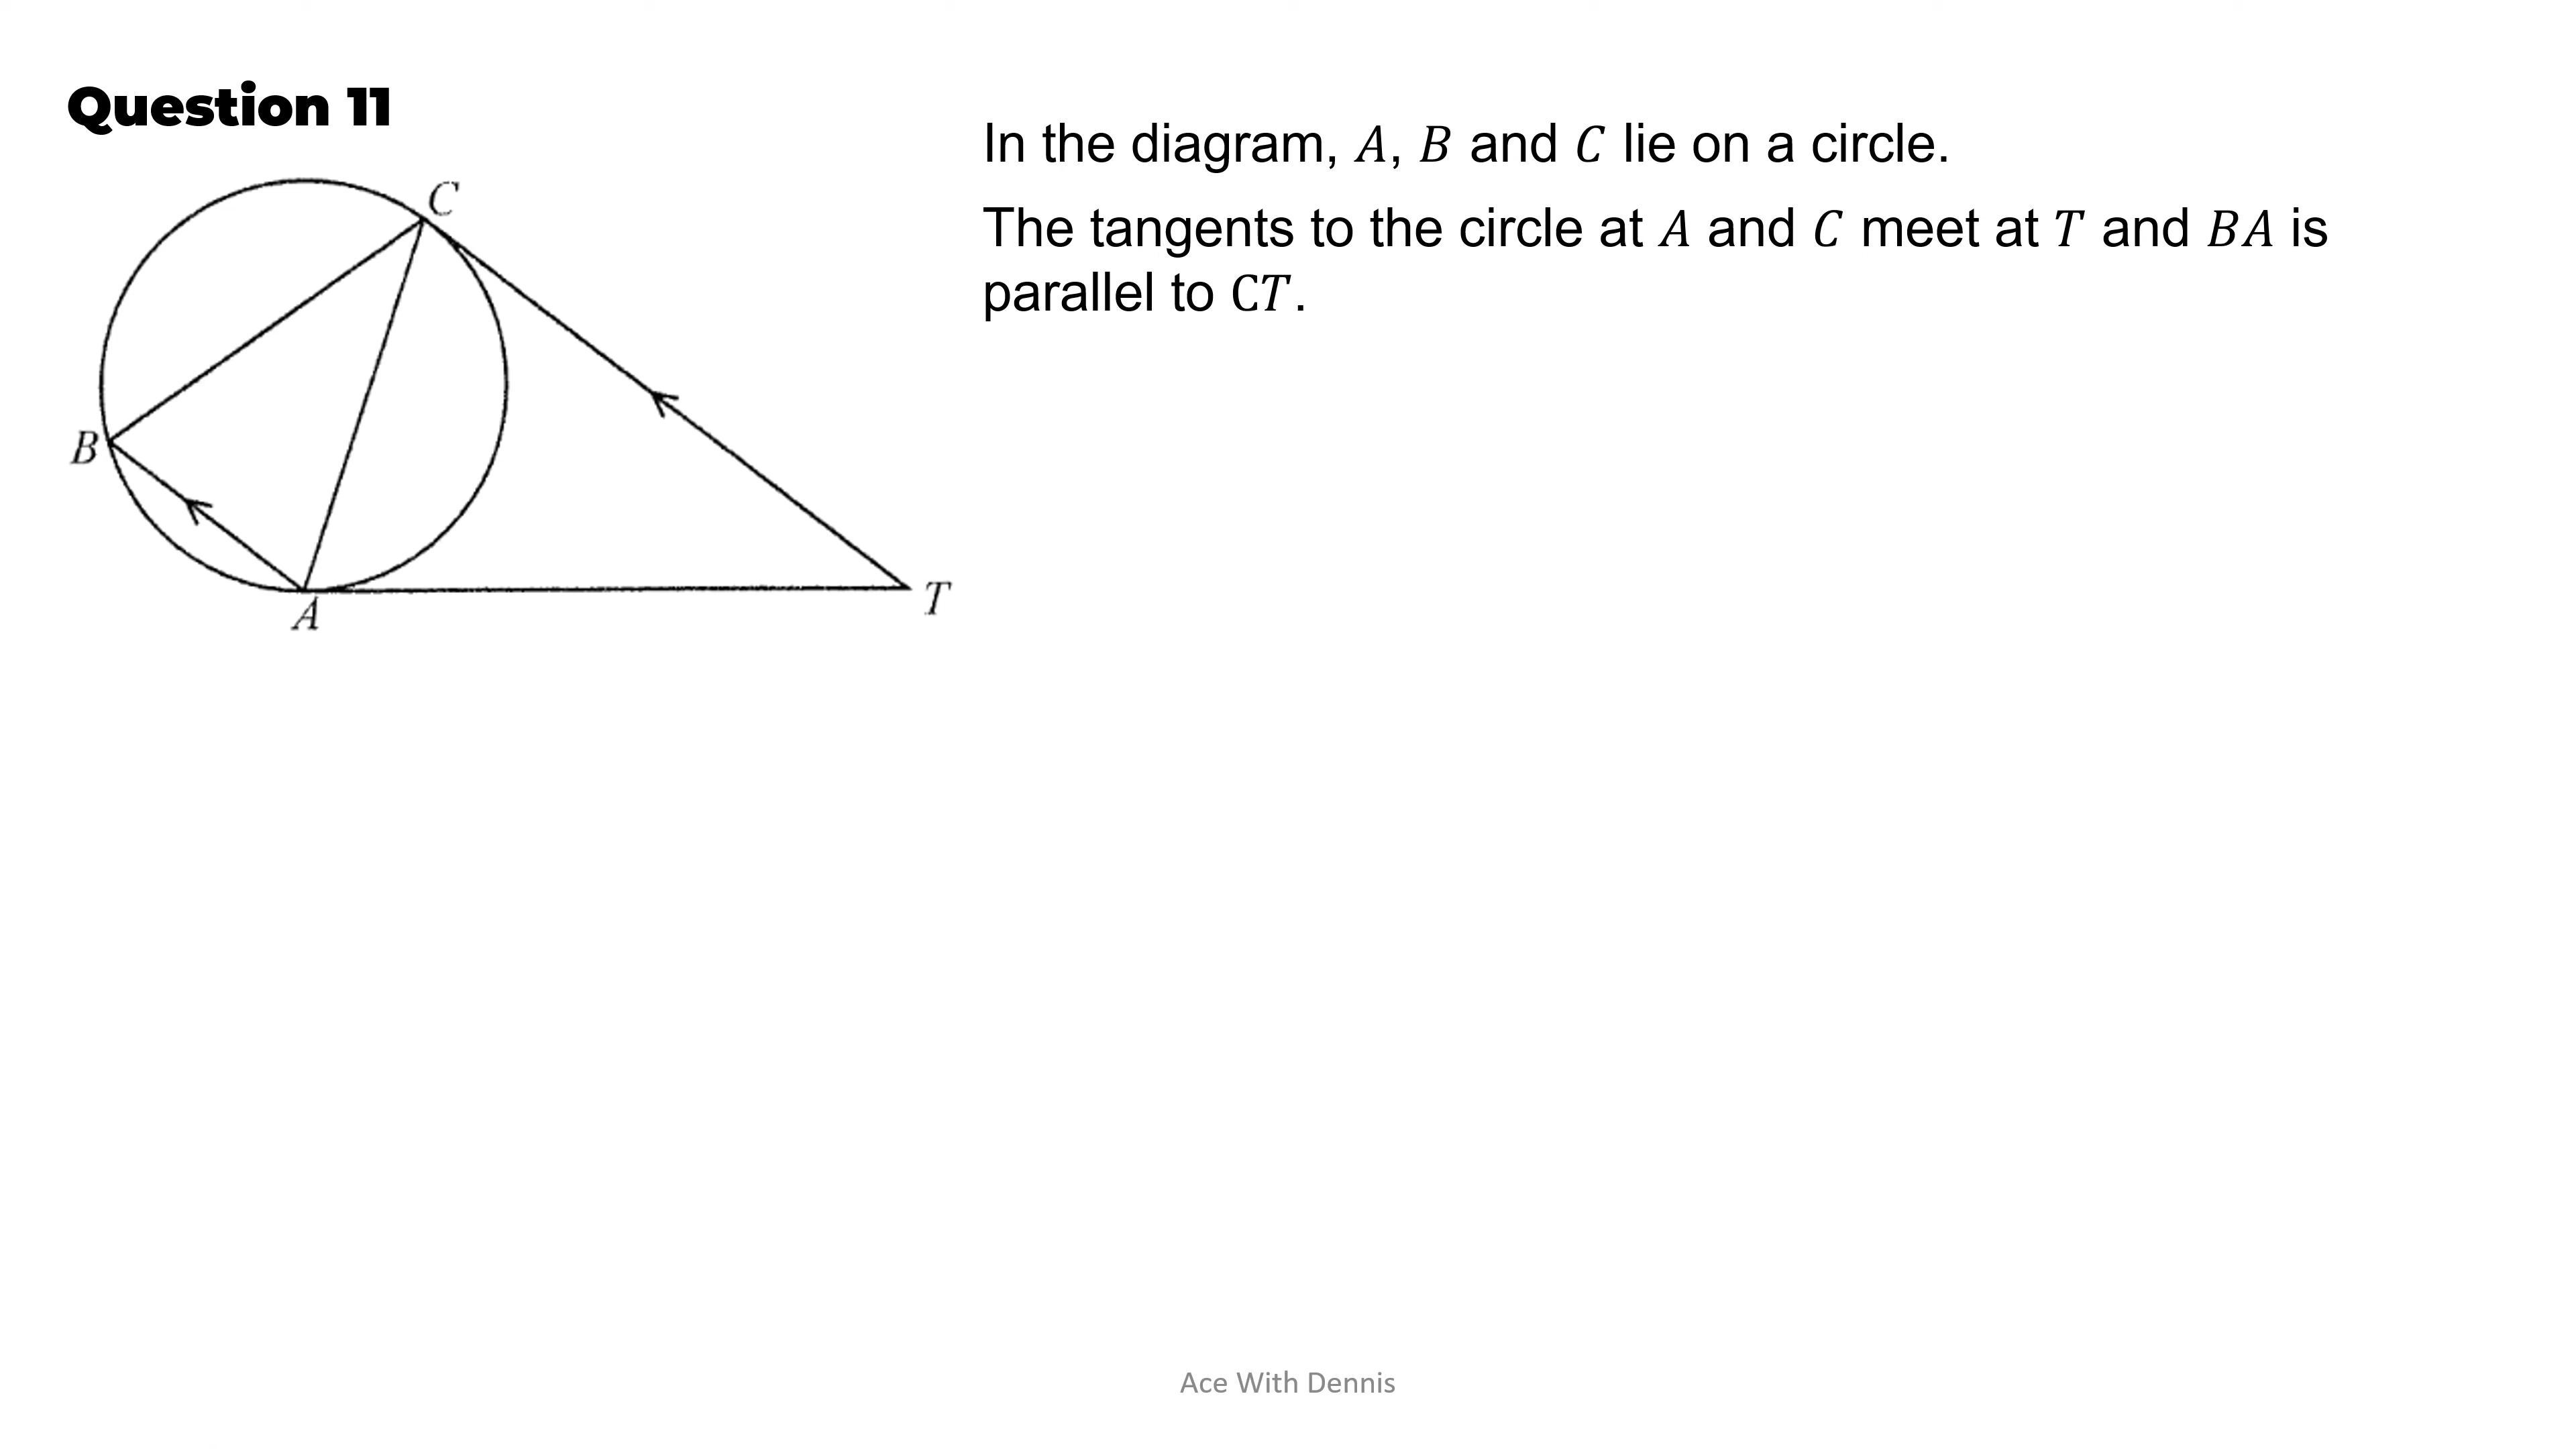 Question 11
In the diagram, A, B and C lie on a circle.
The tangents to the circle at A and C meet at T and BA is
parallel to CT.
C
B
A
T
Ace With Dennis